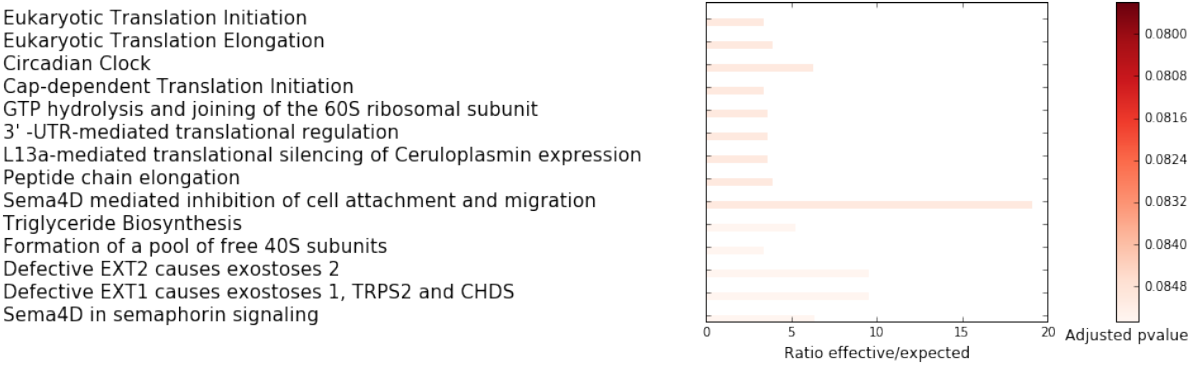 Eukaryotic Translation Initiation
Eukaryotic Translation Elongation
Circadian Clock
Cap-dependent Translation Initiation
GTP hydrolysis and joining of the 60S ribosomal subunit
3' -UTR-mediated translational regulation
L13a-mediated translational silencing of Ceruloplasmin expression
Peptide chain elongation
Sema4D mediated inhibition of cell attachment and migration
Triglyceride Biosynthesis
Formation of a pool of free 40S subunits
Defective EXT2 causes exostoses 2
Defective EXT1 causes exostoses 1, TRPS2 and CHDS
Sema4D in semaphorin signaling
0 5 10 15 20
Ratio effective/expected
0.0800
0.0808
0.0816
0.0824
0.0832
0.0840
0.0848
Adjusted pvalue